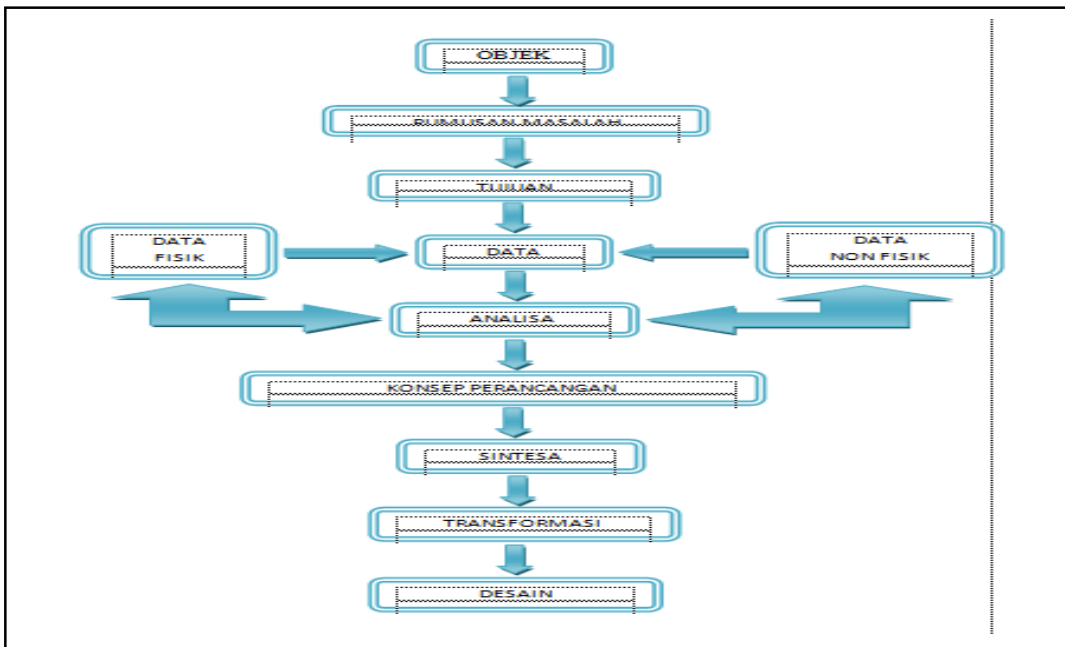 OBJEK
RUMUSAN MASALAH
TUJUAN
DATA
FISIK
DATA
DATA
NON FISIK
ANALISA
KONSEP PERANCANGAN
SINTESA
TRANSFORMASI
DESAIN